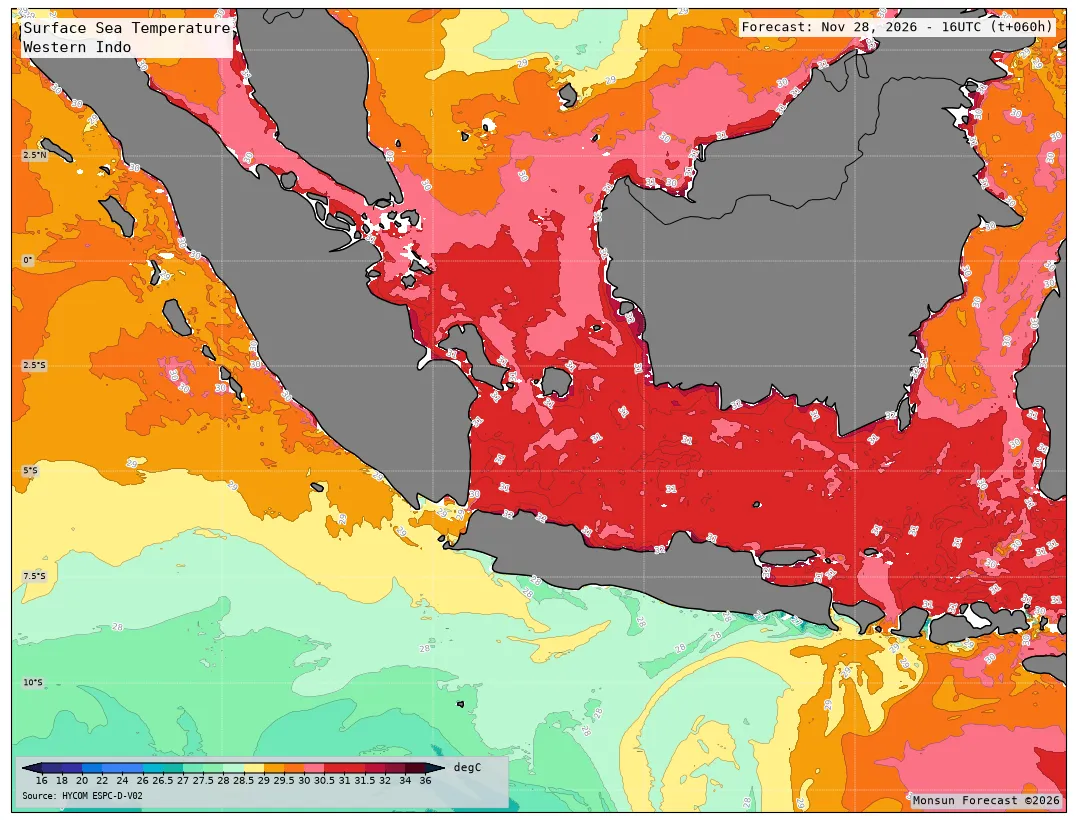 Surface Sea Temperature
Western Indo
Forecast: Nov 28, 2026 - 16UTC (t+060h)
2.5°N
0°
2.5°S
5°S
7.5°S
10°S
16 18 20 22 24 26 26.5 27 27.5 28 28.5 29 29.5 30 30.5 31 31.5 32 34 36
degC
Source: HYCOM ESPC-D-V02
Monsun Forecast ©2026